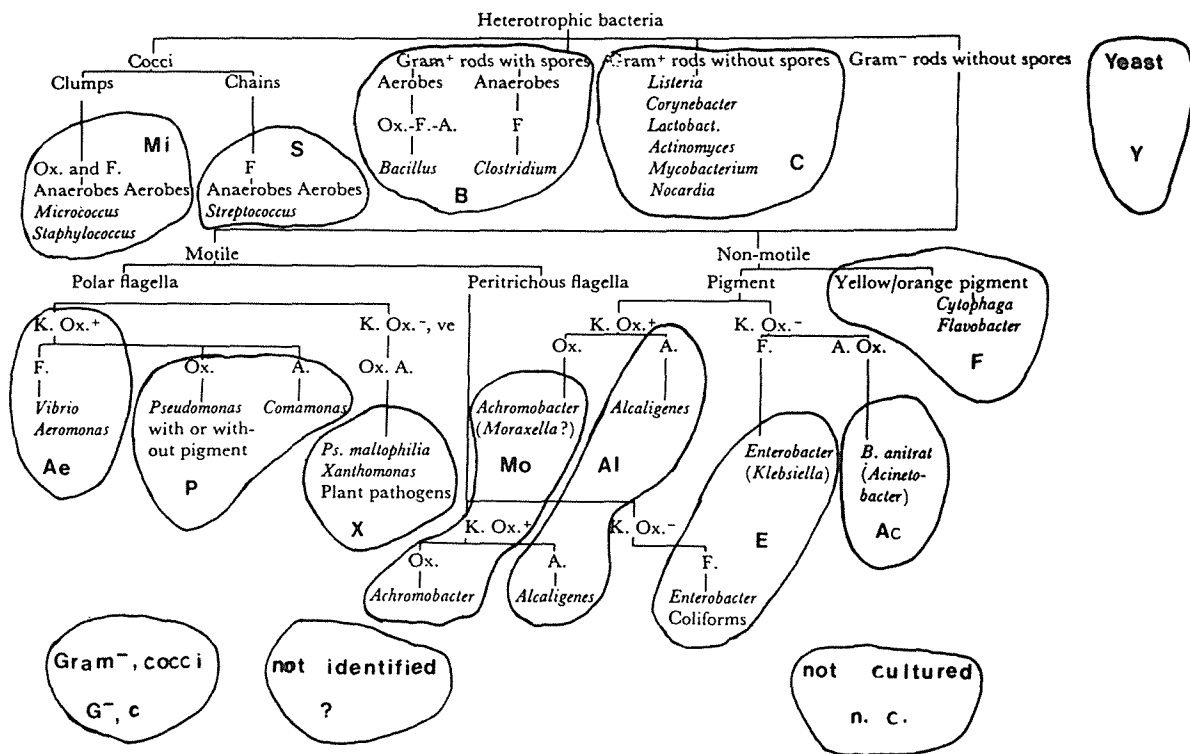 Heterotrophic bacteria
Cocci
Gram⁺ rods with spores
Gram⁺ rods without spores
Gram⁻ rods without spores
Yeast
Y
Clumps
Chains
Mi
Ox. and F.
Anaerobes Aerobes
Micrococcus
Staphylococcus
S
F
Anaerobes Aerobes
Streptococcus
Aerobes
Anaerobes
Ox.-F.-A.
F
Bacillus
Clostridium
B
Listeria
Corynebacter
Lactobact.
Actinomyces
Mycobacterium
Nocardia
C
Motile
Non-motile
Polar flagella
Peritrichous flagella
Pigment
Yellow/orange pigment
Cytophaga
Flavobacter
F
K. Ox.⁺
K. Ox.⁻, ve
K. Ox.⁺
K. Ox.⁻
F.
Ox.
A.
Ox. A.
Ox.
A.
F.
A. Ox.
Vibrio
Aeromonas
Ae
Pseudomonas
with or with-
out pigment
Comamonas
P
Ps. maltophilia
Xanthomonas
Plant pathogens
X
Achromobacter
(Moraxella?)
Mo
Alcaligenes
Al
Enterobacter
(Klebsiella)
E
B. anitrat
(Acineto-
bacter)
Ac
K. Ox.⁺
K. Ox.⁻
Ox.
A.
F.
Achromobacter
Alcaligenes
Enterobacter
Coliforms
Gram⁻, cocci
G⁻, c
not identified
?
not cultured
n. c.